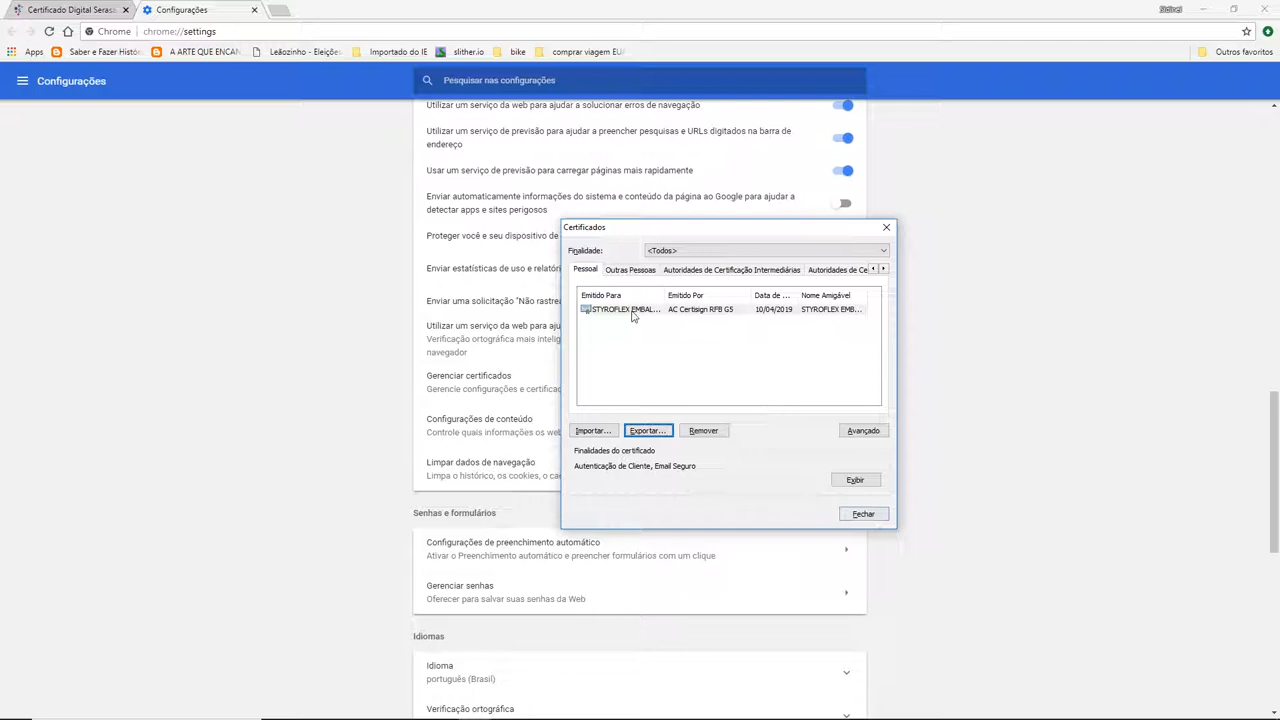 Certificado Digital Seras
Configurações
Chrome
chrome://settings
Apps
Saber e Fazer Histó
A ARTE QUE ENCAN
Leãozinho - Eleiçõe
Importado do IE
slither.io
bike
comprar viagem EU
Outros favoritos
Configurações
Pesquisar nas configurações
Utilizar um serviço da web para ajudar a solucionar erros de navegação
Utilizar um serviço de previsão para ajudar a preencher pesquisas e URLs digitados na barra de
endereço
Usar um serviço de previsão para carregar páginas mais rapidamente
Enviar automaticamente informações do sistema e conteúdo da página ao Google para ajudar a
detectar apps e sites perigosos
Proteger você e seu dispositivo de
Enviar estatísticas de uso e relatóri
Enviar uma solicitação "Não rastrea
Utilizar um serviço da web para aju
Verificação ortográfica mais intelig
navegador
Gerenciar certificados
Gerencie configurações e certifica
Configurações de conteúdo
Controle quais informações os we
Limpar dados de navegação
Limpa o histórico, os cookies, o ca
Certificados
Finalidade:
<Todos>
Pessoal
Outras Pessoas
Autoridades de Certificação Intermediárias
Autoridades de Ce
Emitido Para
Emitido Por
Data de ...
Nome Amigável
STYROFLEX EMBAL...
AC Certisign RFB G5
10/04/2019
STYROFLEX EMB...
Importar...
Exportar...
Remover
Avançado
Finalidades do certificado
Autenticação de Cliente, Email Seguro
Exibir
Fechar
Senhas e formulários
Configurações de preenchimento automático
Ativar o Preenchimento automático e preencher formulários com um clique
Gerenciar senhas
Oferecer para salvar suas senhas da Web
Idiomas
Idioma
português (Brasil)
Verificação ortográfica